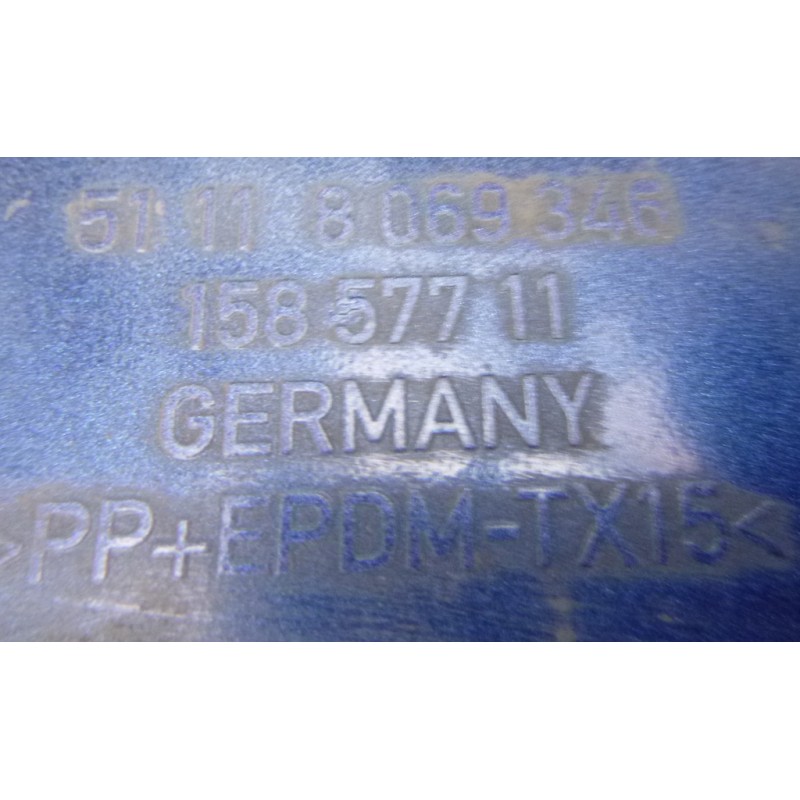 51 11 8 069 346
158 577 11
GERMANY
>PP+EPDM-TX15<